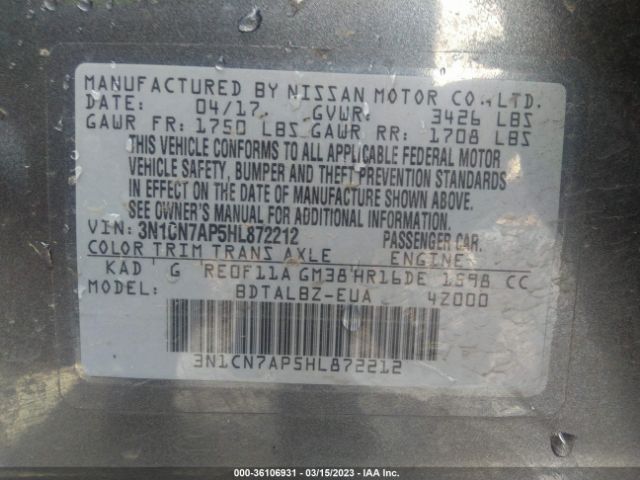 MANUFACTURED BY NISSAN MOTOR CO., LTD.
DATE: 04/17 GVWR: 3426 LBS
GAWR FR: 1750 LBS GAWR RR: 1708 LBS
THIS VEHICLE CONFORMS TO ALL APPLICABLE FEDERAL MOTOR
VEHICLE SAFETY, BUMPER AND THEFT PREVENTION STANDARDS
IN EFFECT ON THE DATE OF MANUFACTURE SHOWN ABOVE.
SEE OWNER'S MANUAL FOR ADDITIONAL INFORMATION.
VIN: 3N1CN7AP5HL872212 PASSENGER CAR.
COLOR TRIM TRANS AXLE ENGINE
KAD G RE0F11A GM38 HR16DE 1598 CC
MODEL: BDTALBZ-EUA 4Z000
3N1CN7AP5HL872212
000-36106931 - 03/15/2023 - IAA Inc.